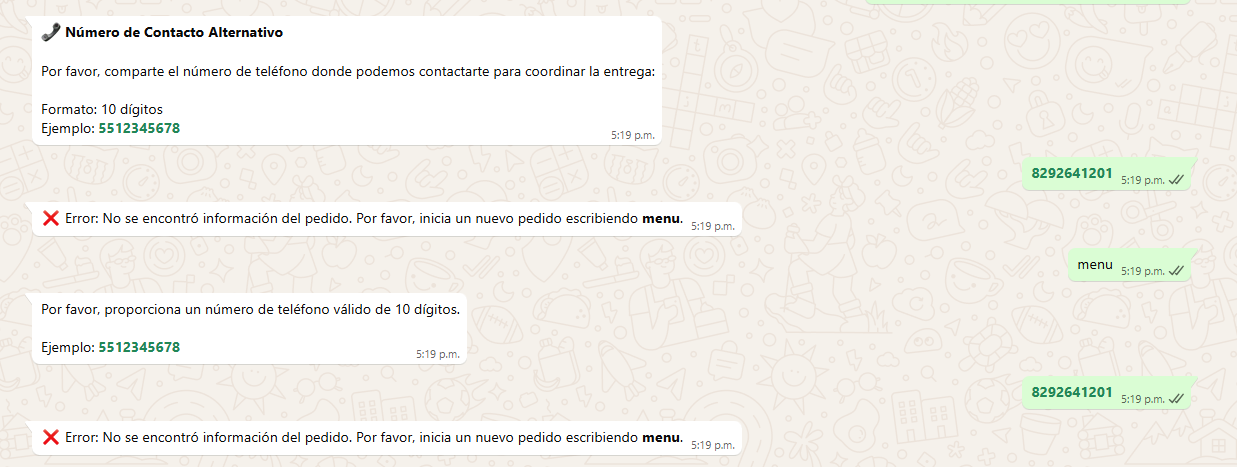 Número de Contacto Alternativo
Por favor, comparte el número de teléfono donde podemos contactarte para coordinar la entrega:
Formato: 10 dígitos
Ejemplo: 5512345678
5:19 p.m.
8292641201 5:19 p.m.
Error: No se encontró información del pedido. Por favor, inicia un nuevo pedido escribiendo menu. 5:19 p.m.
menu 5:19 p.m.
Por favor, proporciona un número de teléfono válido de 10 dígitos.
Ejemplo: 5512345678
5:19 p.m.
8292641201 5:19 p.m.
Error: No se encontró información del pedido. Por favor, inicia un nuevo pedido escribiendo menu. 5:19 p.m.